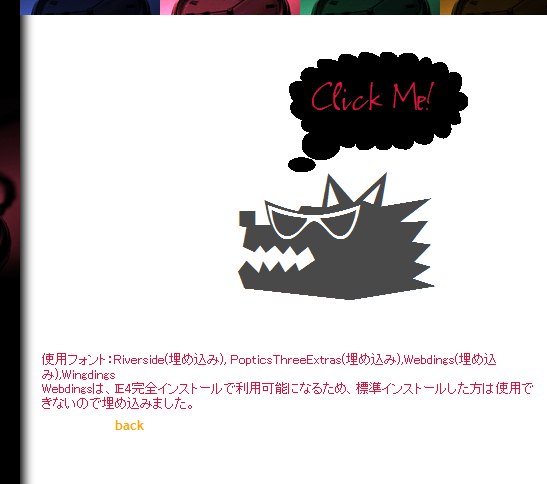 Click Me!
使用フォント:Riverside(埋め込み), PopticsThreeExtras(埋め込み),Webdings(埋め込
み),Wingdings
Webdingsは、IE4完全インストールで利用可能になるため、標準インストールした方は使用で
きないので埋め込みました。
back